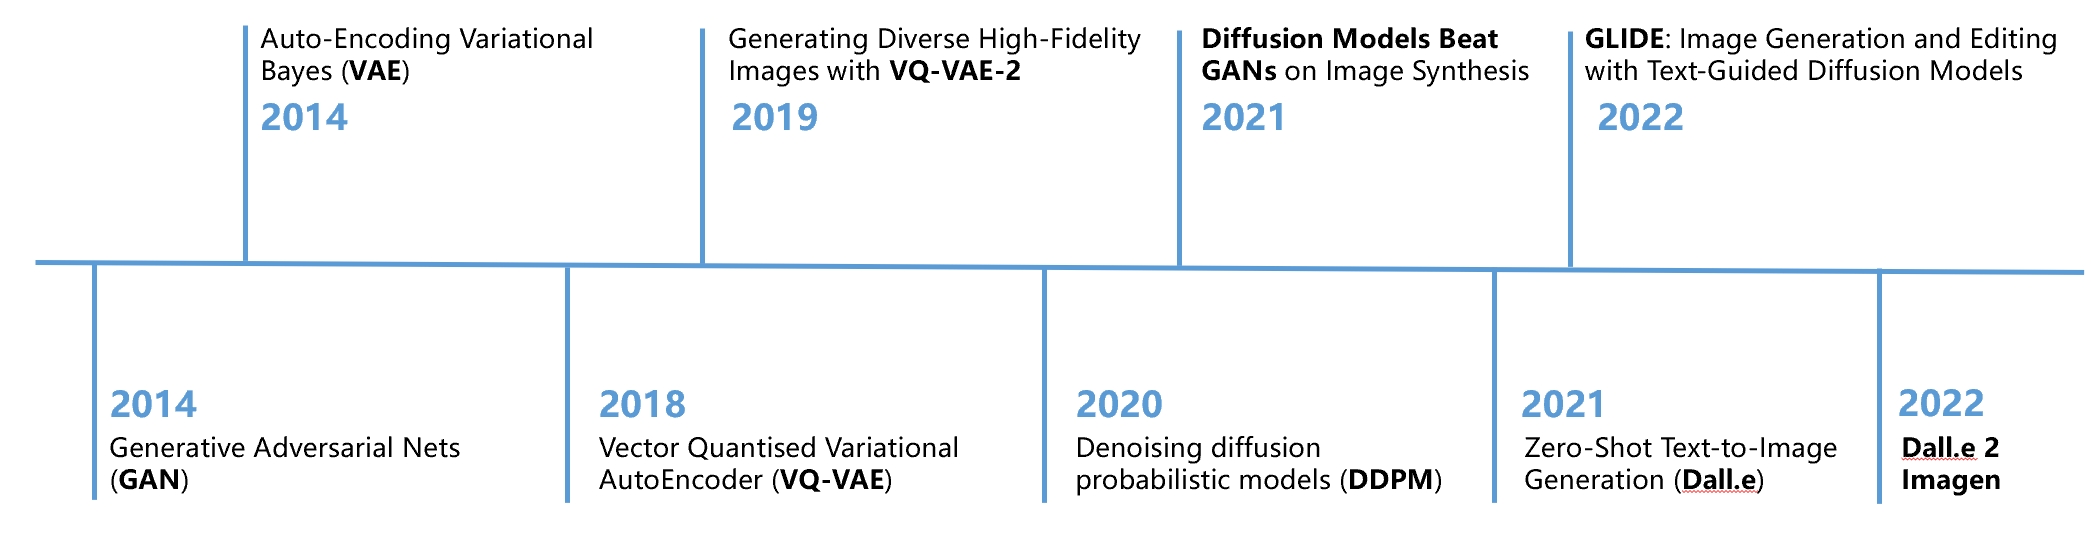 Auto-Encoding Variational
Bayes (VAE)
2014
Generating Diverse High-Fidelity
Images with VQ-VAE-2
2019
Diffusion Models Beat
GANs on Image Synthesis
2021
GLIDE: Image Generation and Editing
with Text-Guided Diffusion Models
2022
2014
Generative Adversarial Nets
(GAN)
2018
Vector Quantised Variational
AutoEncoder (VQ-VAE)
2020
Denoising diffusion
probabilistic models (DDPM)
2021
Zero-Shot Text-to-Image
Generation (Dall.e)
2022
Dall.e 2
Imagen